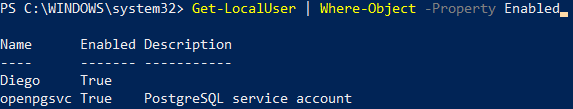 PS C:\WINDOWS\system32> Get-LocalUser | Where-Object -Property Enabled
Name Enabled Description
---- ------- -----------
Diego True
openpgsvc True PostgreSQL service account